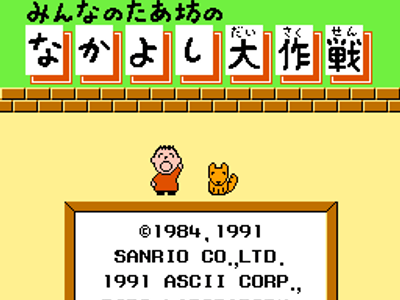 みんなのたあ坊の
なかよし大作戦
だい さく せん
©1984,1991
SANRIO CO.,LTD.
1991 ASCII CORP.,